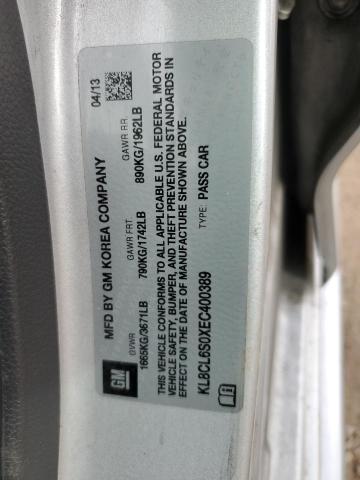 04/13
MFD BY GM KOREA COMPANY
GVWR GAWR FRT GAWR RR
1665KG/3671LB 790KG/1742LB 890KG/1962LB
THIS VEHICLE CONFORMS TO ALL APPLICABLE U.S. FEDERAL MOTOR
VEHICLE SAFETY, BUMPER, AND THEFT PREVENTION STANDARDS IN
EFFECT ON THE DATE OF MANUFACTURE SHOWN ABOVE.
KL8CL6S0XEC400389 TYPE: PASS CAR
GM